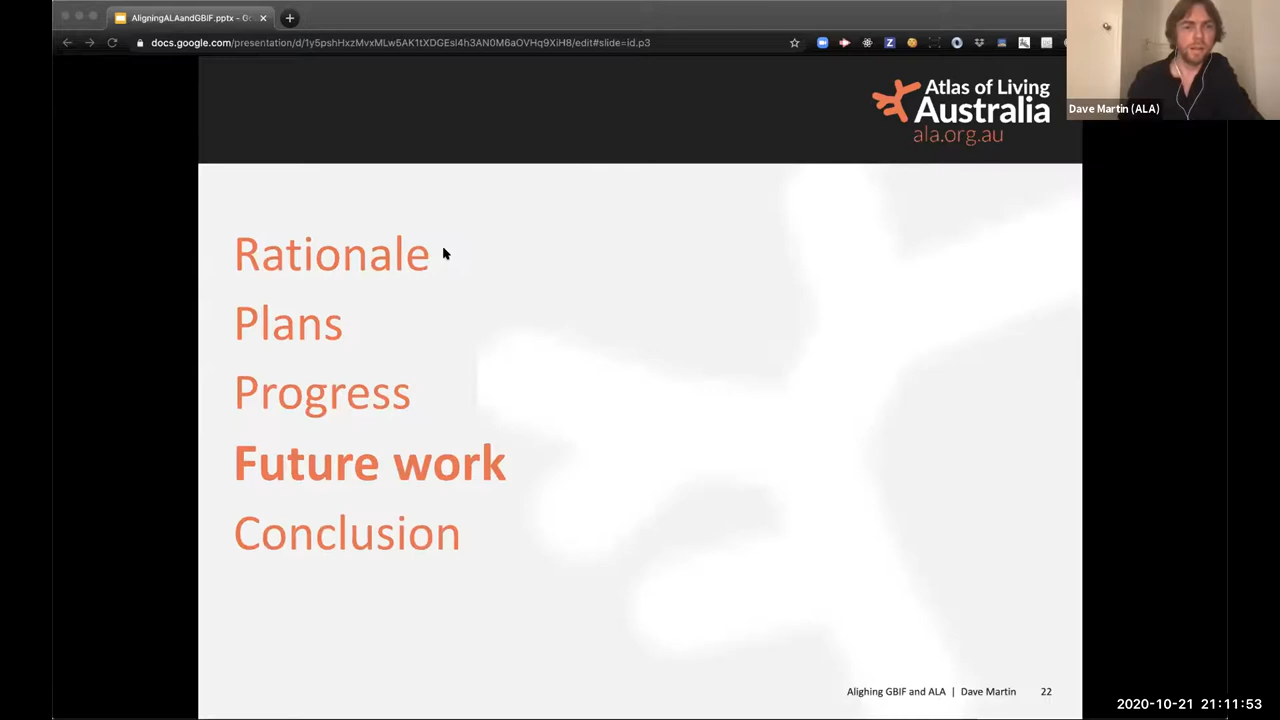 AligningALAandGBIF.pptx - G
docs.google.com/presentation/d/1y5pshHxzMvxMLw5AK1tXDGEsI4h3AN0M6aOVHq9XiH8/edit#slide=id.p3
Dave Martin (ALA)
Atlas of Living
Australia
ala.org.au
Rationale
Plans
Progress
Future work
Conclusion
Alighing GBIF and ALA | Dave Martin 22
2020-10-21 21:11:53